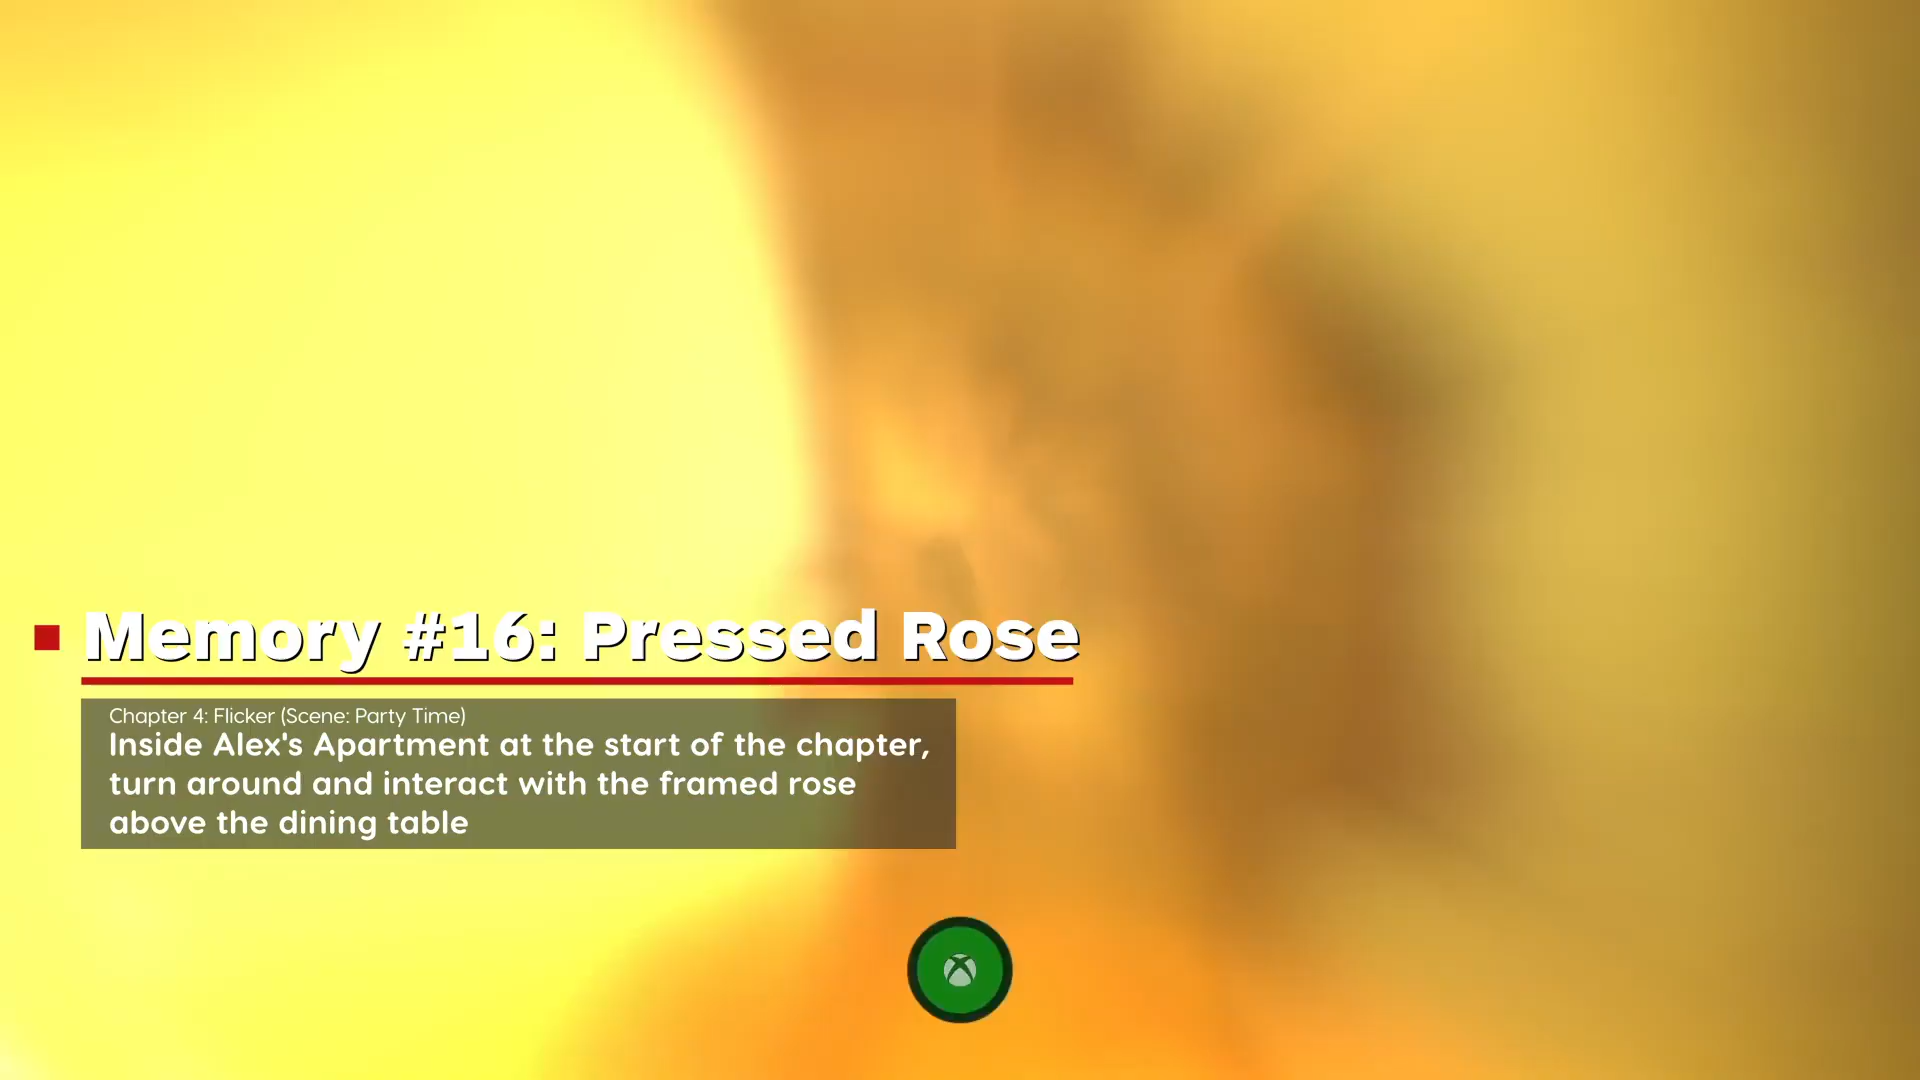 Memory #16: Pressed Rose
Chapter 4: Flicker (Scene: Party Time)
Inside Alex's Apartment at the start of the chapter,
turn around and interact with the framed rose
above the dining table